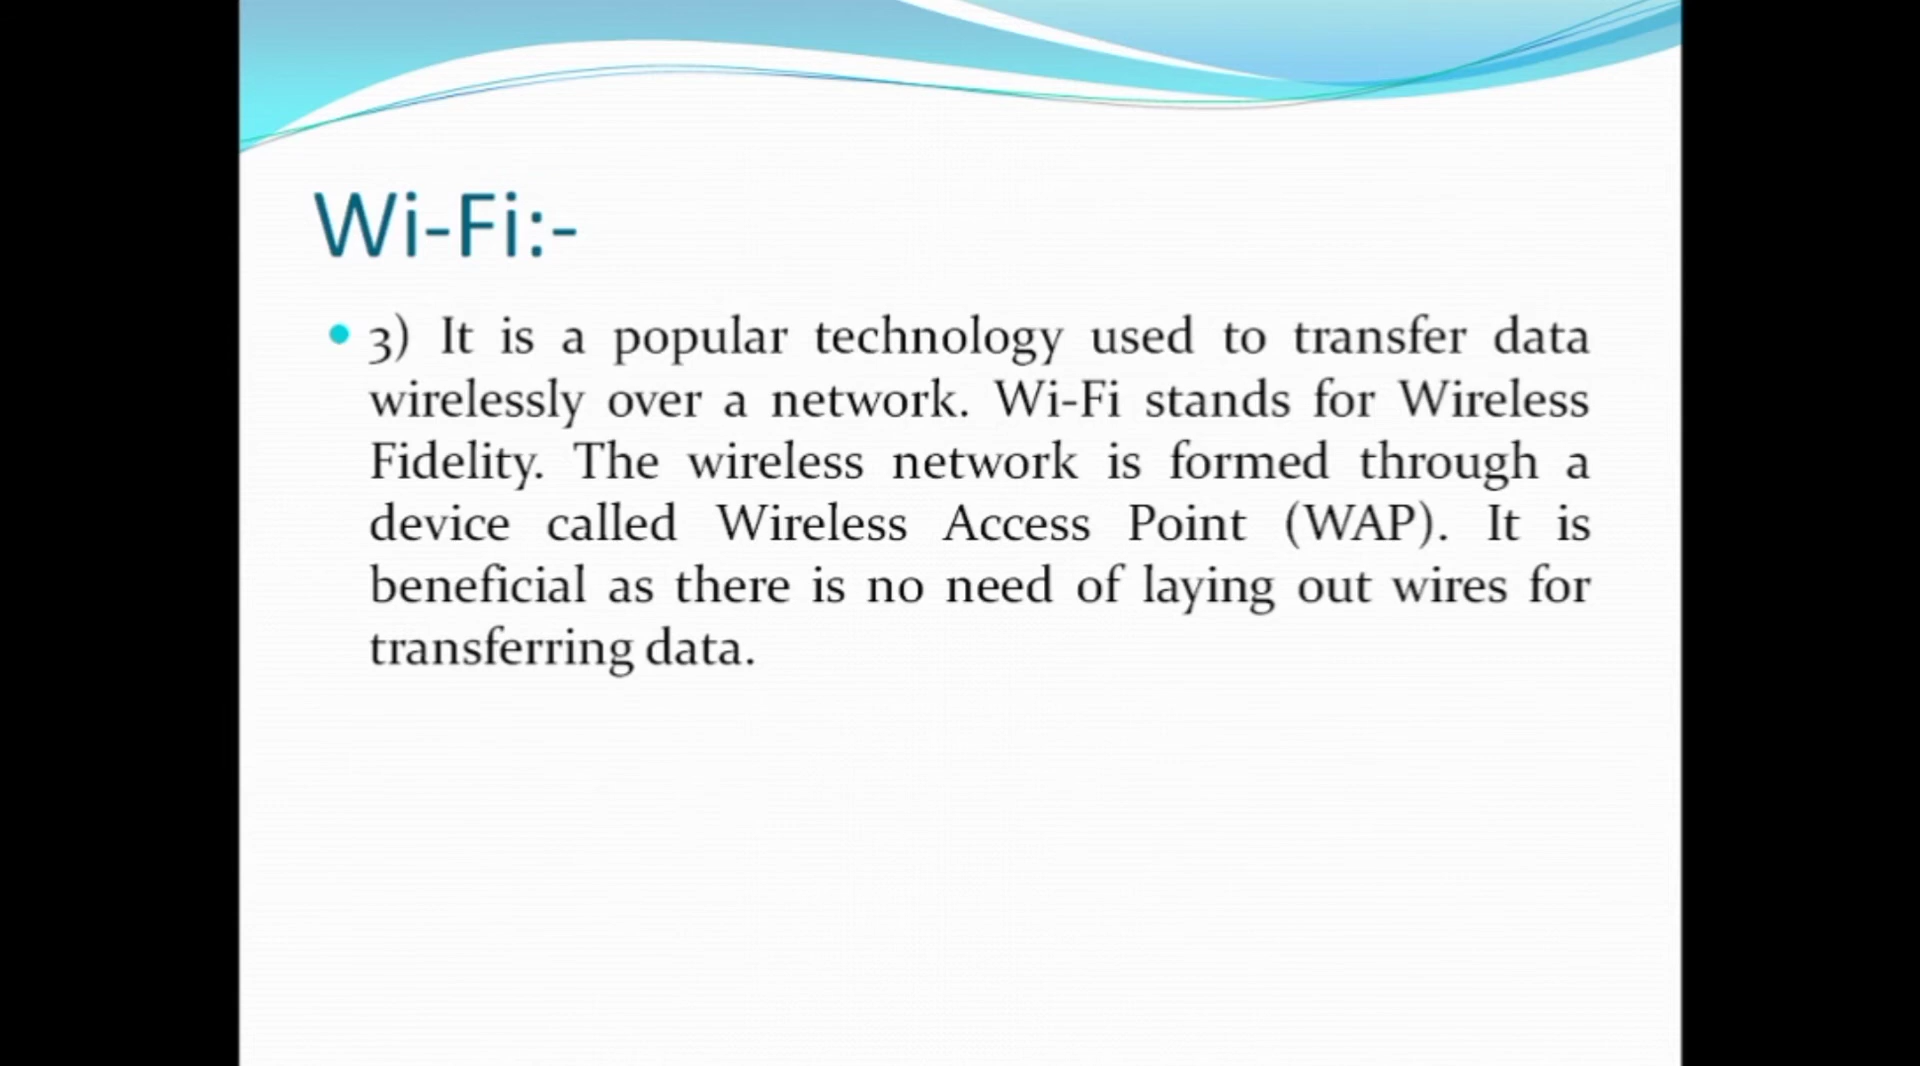 Wi-Fi:-
3) It is a popular technology used to transfer data
wirelessly over a network. Wi-Fi stands for Wireless
Fidelity. The wireless network is formed through a
device called Wireless Access Point (WAP). It is
beneficial as there is no need of laying out wires for
transferring data.